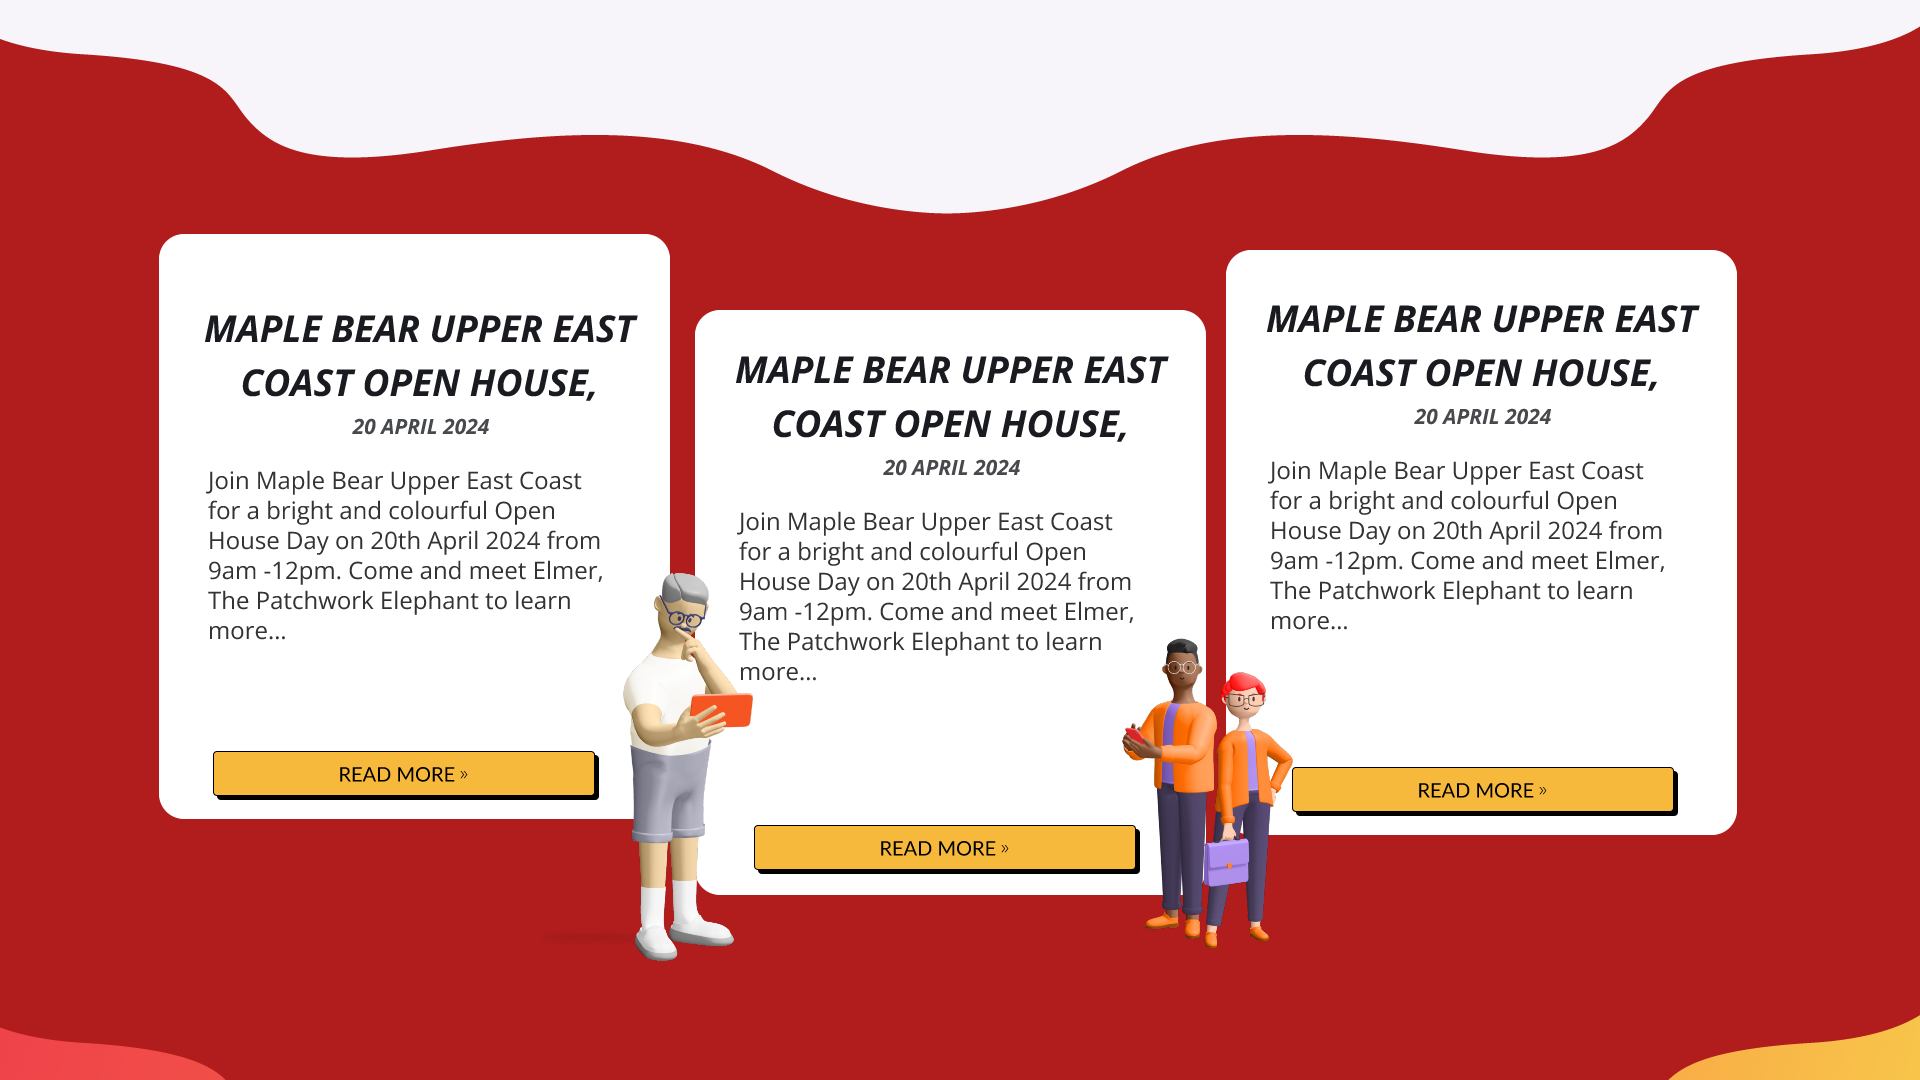 MAPLE BEAR UPPER EAST
COAST OPEN HOUSE,
20 APRIL 2024
Join Maple Bear Upper East Coast
for a bright and colourful Open
House Day on 20th April 2024 from
9am -12pm. Come and meet Elmer,
The Patchwork Elephant to learn
more...
READ MORE »
MAPLE BEAR UPPER EAST
COAST OPEN HOUSE,
20 APRIL 2024
Join Maple Bear Upper East Coast
for a bright and colourful Open
House Day on 20th April 2024 from
9am -12pm. Come and meet Elmer,
The Patchwork Elephant to learn
more...
READ MORE »
MAPLE BEAR UPPER EAST
COAST OPEN HOUSE,
20 APRIL 2024
Join Maple Bear Upper East Coast
for a bright and colourful Open
House Day on 20th April 2024 from
9am -12pm. Come and meet Elmer,
The Patchwork Elephant to learn
more...
READ MORE »